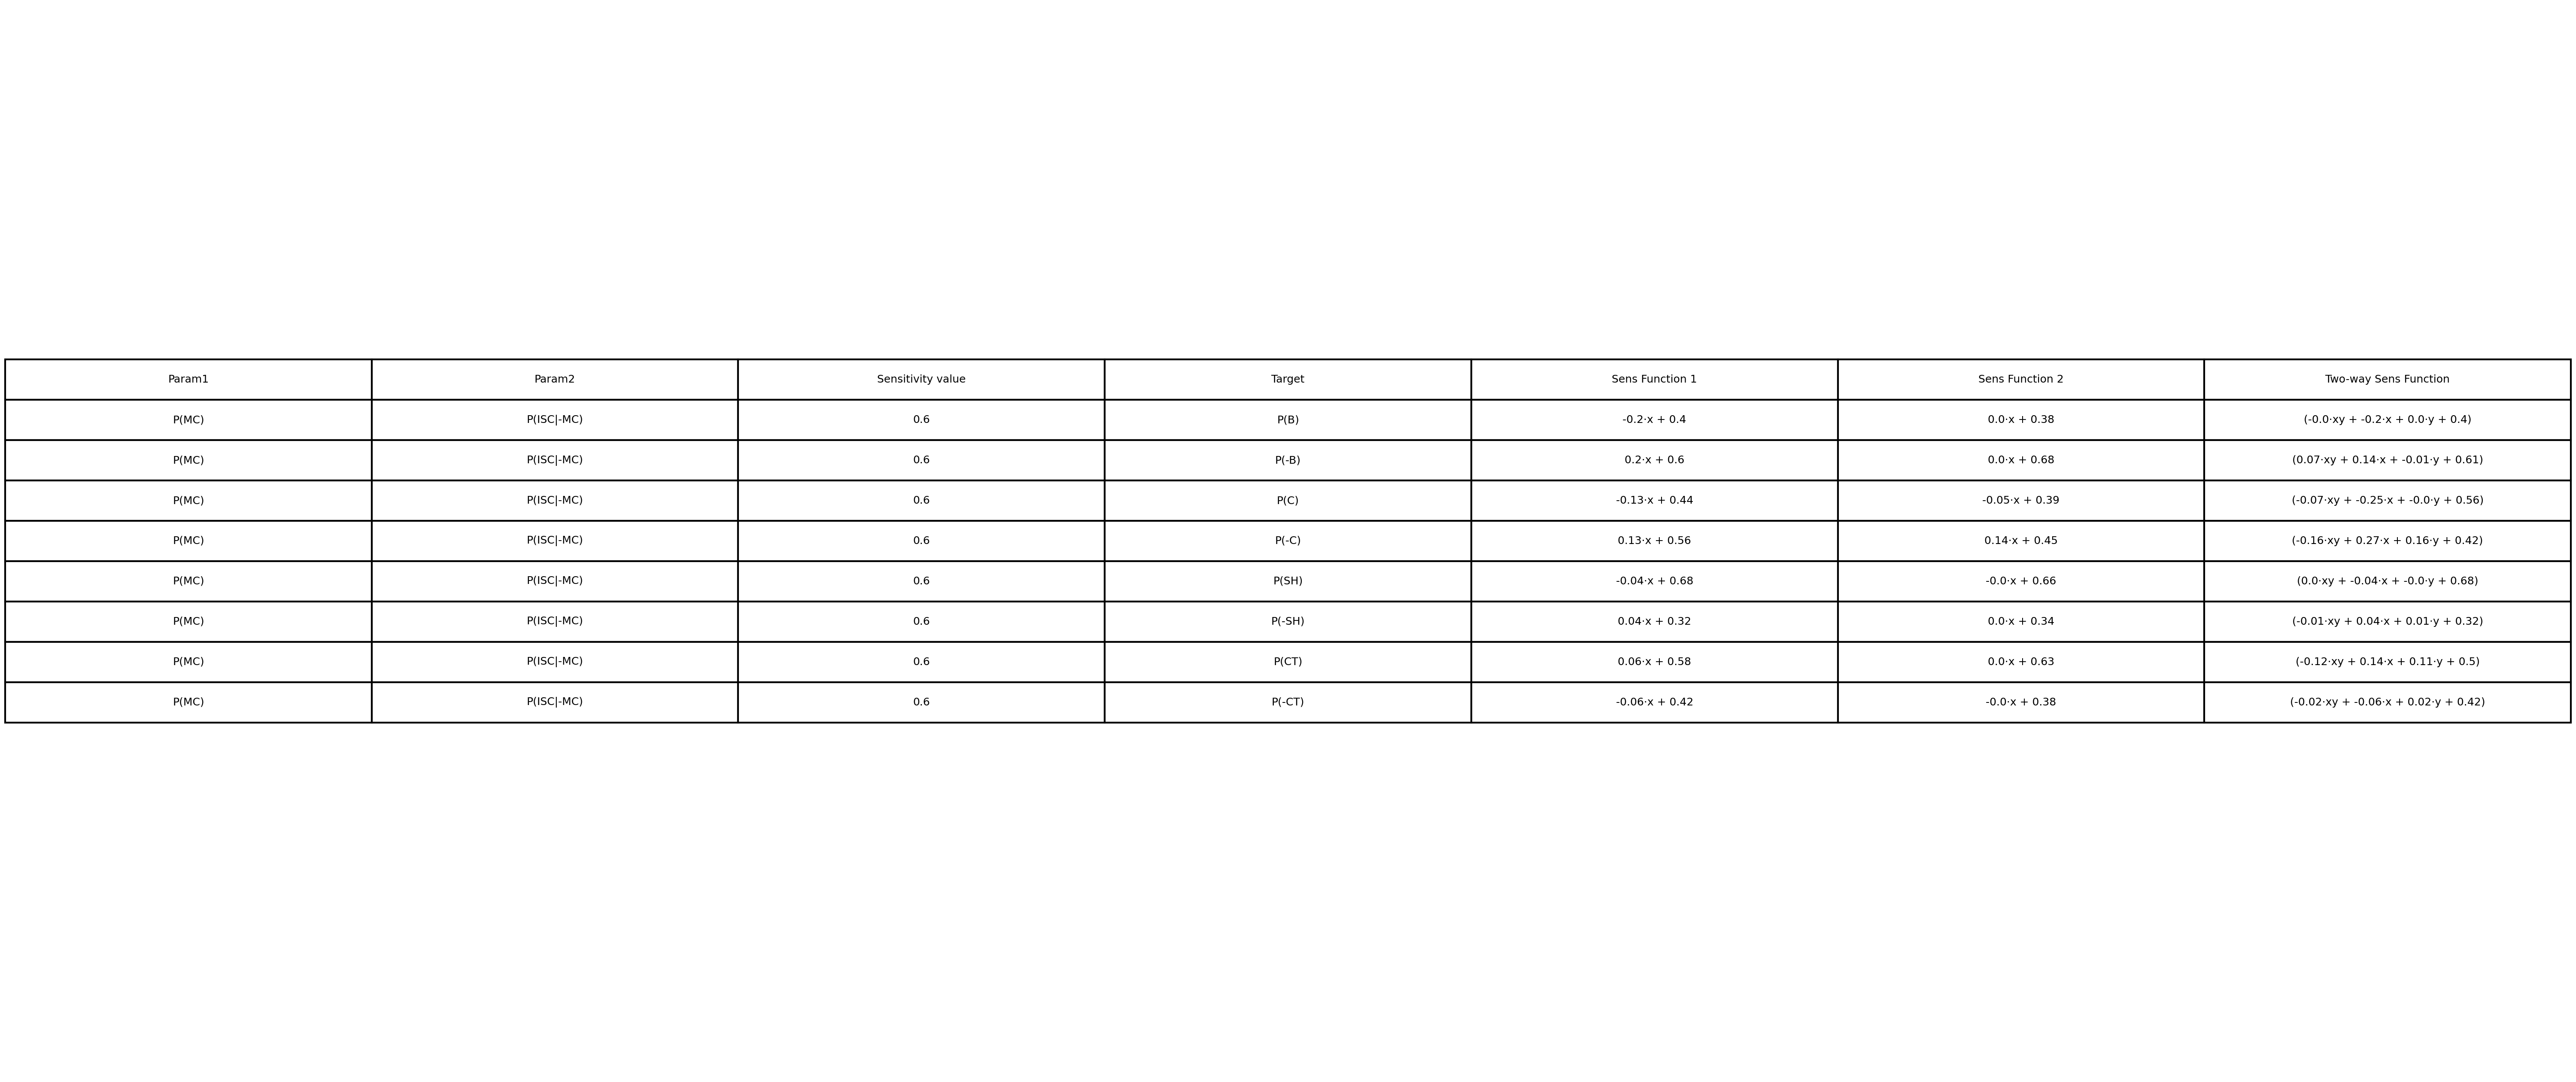 Param1 Param2 Sensitivity value Target Sens Function 1 Sens Function 2 Two-way Sens Function
P(MC) P(ISC|-MC) 0.6 P(B) -0.2·x + 0.4 0.0·x + 0.38 (-0.0·xy + -0.2·x + 0.0·y + 0.4)
P(MC) P(ISC|-MC) 0.6 P(-B) 0.2·x + 0.6 0.0·x + 0.68 (0.07·xy + 0.14·x + -0.01·y + 0.61)
P(MC) P(ISC|-MC) 0.6 P(C) -0.13·x + 0.44 -0.05·x + 0.39 (-0.07·xy + -0.25·x + -0.0·y + 0.56)
P(MC) P(ISC|-MC) 0.6 P(-C) 0.13·x + 0.56 0.14·x + 0.45 (-0.16·xy + 0.27·x + 0.16·y + 0.42)
P(MC) P(ISC|-MC) 0.6 P(SH) -0.04·x + 0.68 -0.0·x + 0.66 (0.0·xy + -0.04·x + -0.0·y + 0.68)
P(MC) P(ISC|-MC) 0.6 P(-SH) 0.04·x + 0.32 0.0·x + 0.34 (-0.01·xy + 0.04·x + 0.01·y + 0.32)
P(MC) P(ISC|-MC) 0.6 P(CT) 0.06·x + 0.58 0.0·x + 0.63 (-0.12·xy + 0.14·x + 0.11·y + 0.5)
P(MC) P(ISC|-MC) 0.6 P(-CT) -0.06·x + 0.42 -0.0·x + 0.38 (-0.02·xy + -0.06·x + 0.02·y + 0.42)